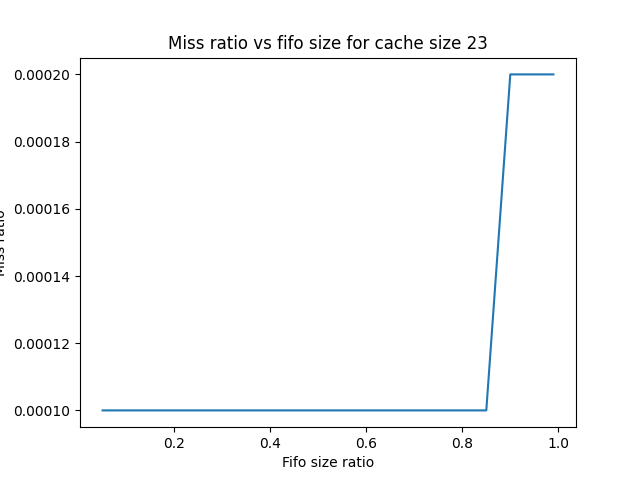 Miss ratio vs fifo size for cache size 23
0.00020
0.00018
0.00016
0.00014
0.00012
0.00010
Miss ratio
0.2 0.4 0.6 0.8 1.0
Fifo size ratio